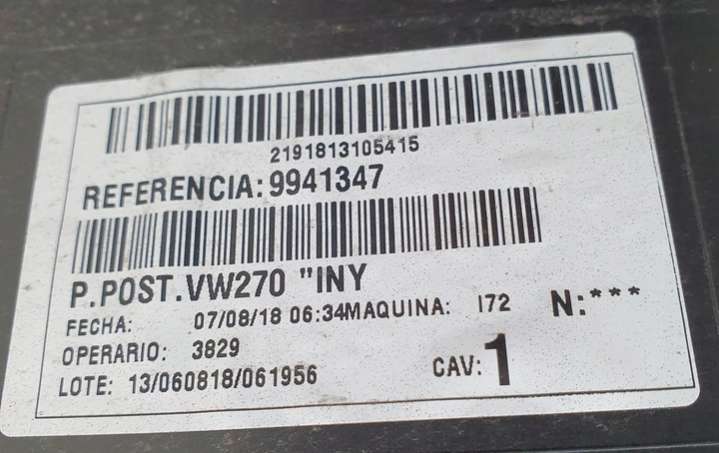 2191813105415
REFERENCIA: 9941347
P.POST.VW270 "INY
FECHA: 07/08/18 06:34MAQUINA: I72 N:***
OPERARIO: 3829
LOTE: 13/060818/061956 CAV: 1